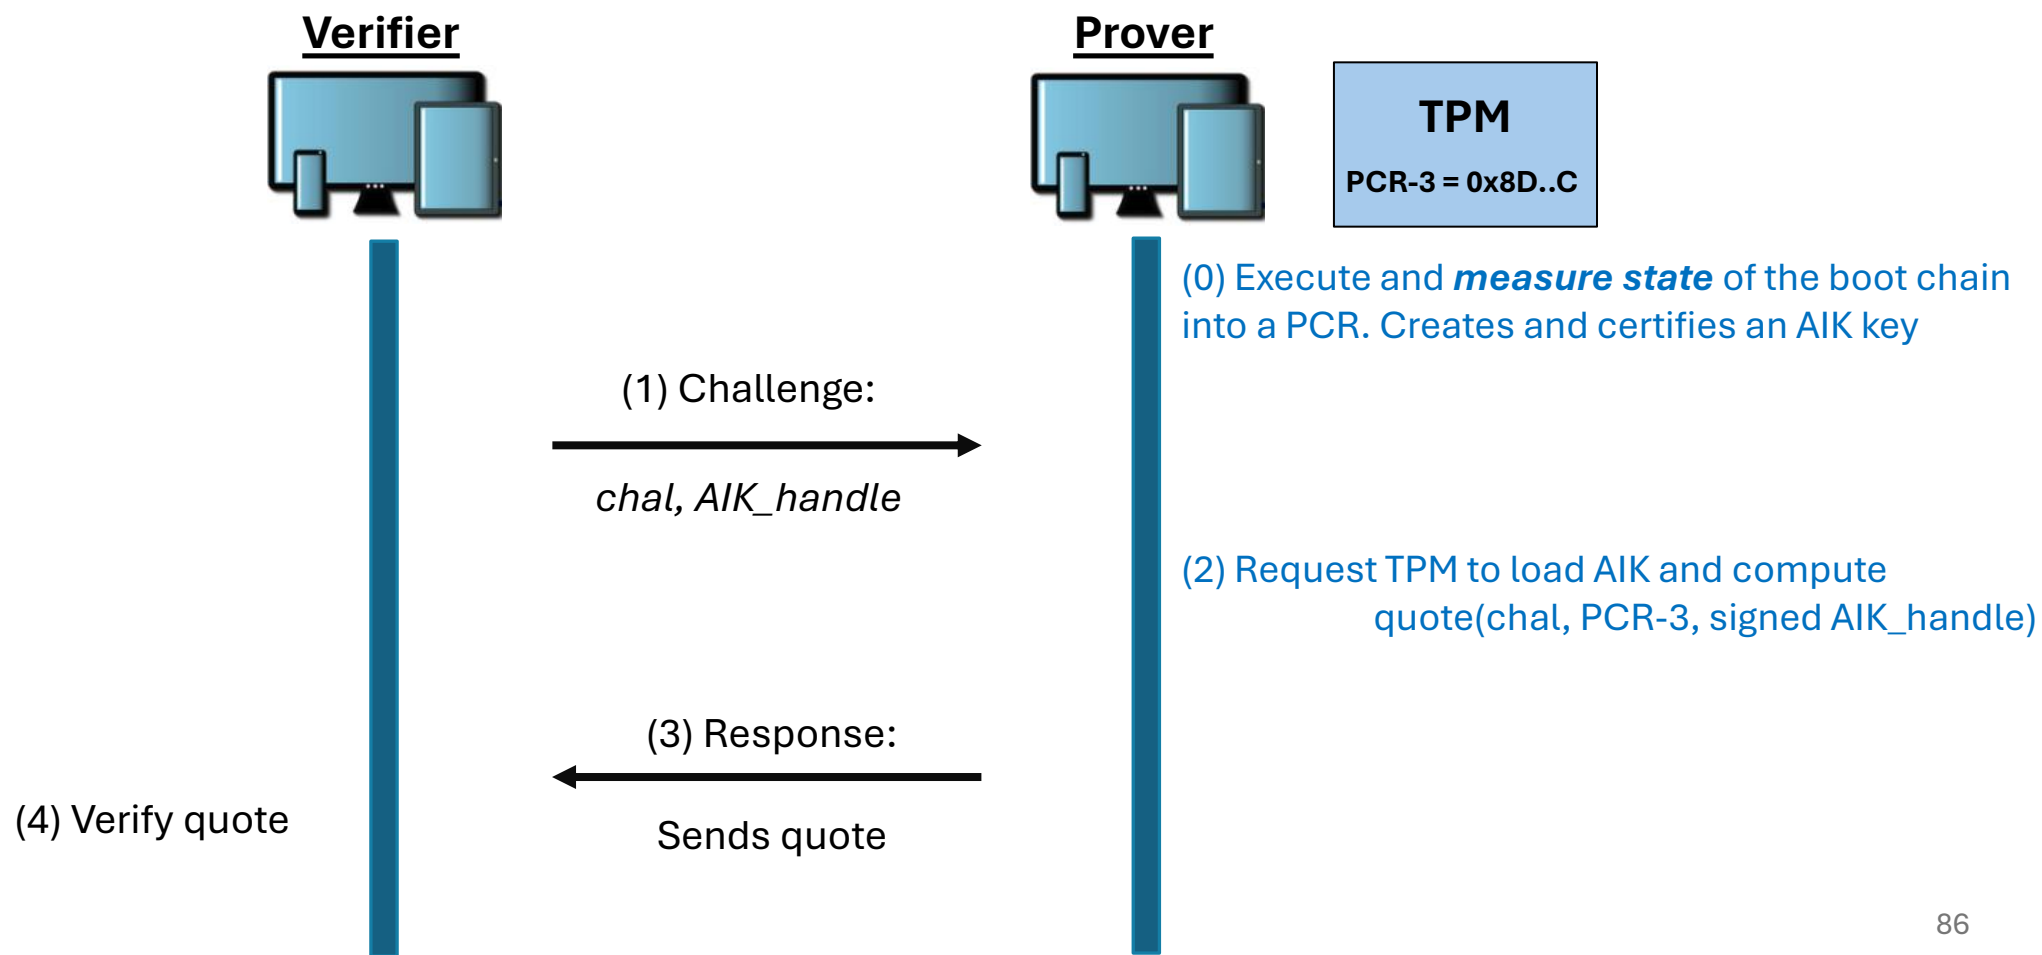 Verifier
Prover
TPM
PCR-3 = 0x8D..C
(0) Execute and measure state of the boot chain
into a PCR. Creates and certifies an AIK key
(1) Challenge:
chal, AIK_handle
(2) Request TPM to load AIK and compute
quote(chal, PCR-3, signed AIK_handle)
(3) Response:
Sends quote
(4) Verify quote
86